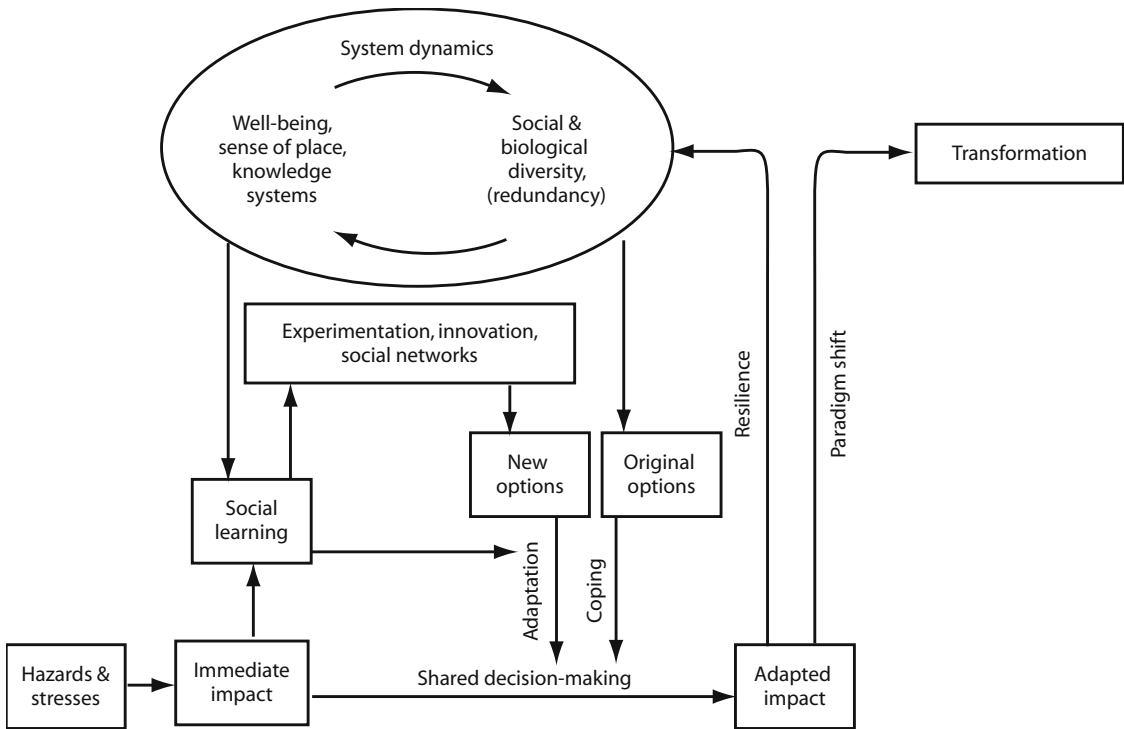 System dynamics
Well-being,
sense of place,
knowledge
systems
Social &
biological
diversity,
(redundancy)
Transformation
Experimentation, innovation,
social networks
Resilience
Paradigm shift
New
options
Original
options
Social
learning
Adaptation
Coping
Hazards &
stresses
Immediate
impact
Shared decision-making
Adapted
impact